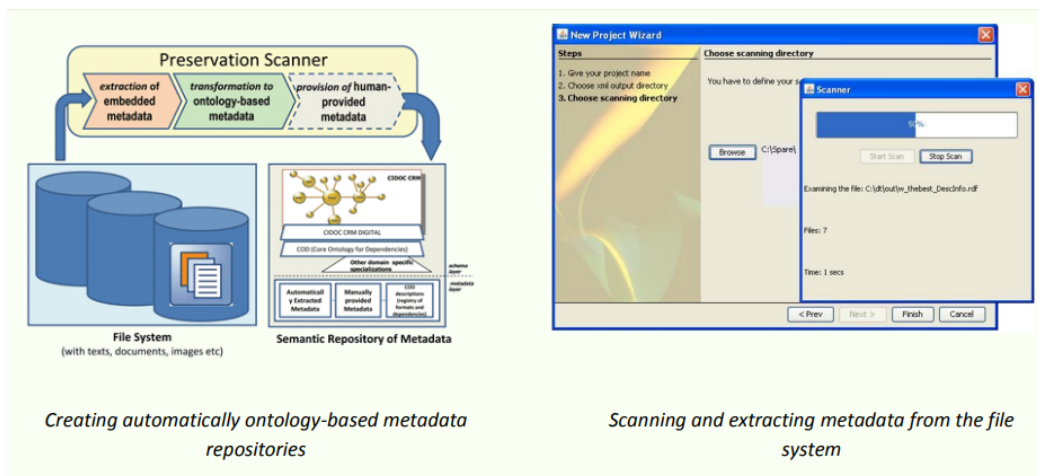 Preservation Scanner
extraction of
embedded
metadata
transformation to
ontology-based
metadata
provision of human-
provided
metadata
CIDOC CRM
CIDOC CRM DIGITAL
COD (Core Ontology for Dependencies)
Other domain specific
specializations
schema
layer
metadata
layer
Automaticall
y Extracted
Metadata
Manually
provided
Metadata
COD
descriptions
(registry of
formats and
dependencies)
File System
(with texts, documents, images etc)
Semantic Repository of Metadata
New Project Wizard
Steps
1. Give your project name
2. Choose xml output directory
3. Choose scanning directory
Choose scanning directory
You have to define your s
Browse
C:\Spare\
Scanner
50%
Start Scan
Stop Scan
Examining the file: C:\dt\out\w_thebest_DescInfo.rdf
Files: 7
Time: 1 secs
< Prev
Next >
Finish
Cancel
Creating automatically ontology-based metadata
repositories
Scanning and extracting metadata from the file
system